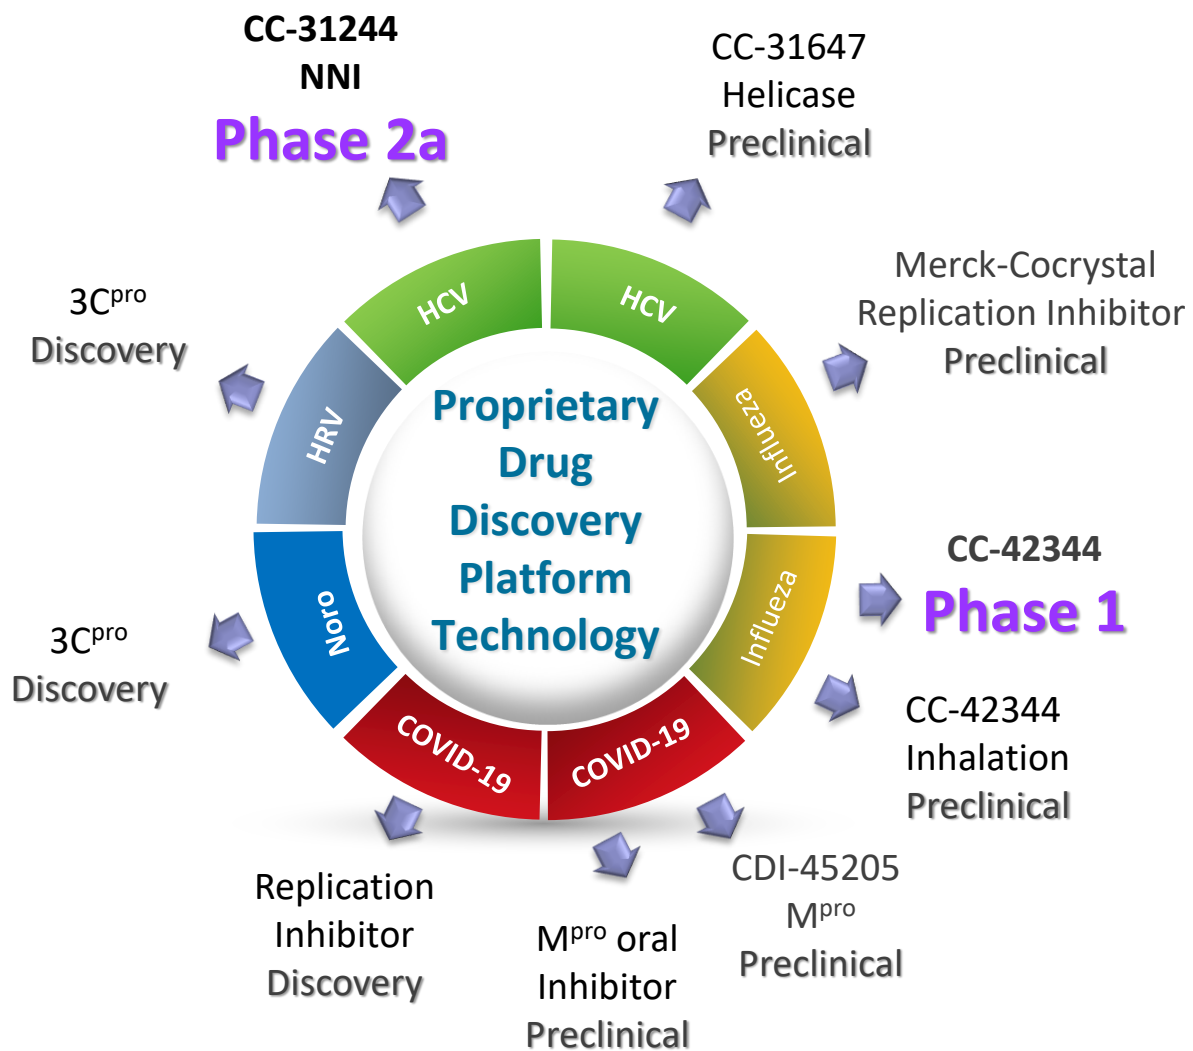 CC-31244
NNI
Phase 2a
CC-31647
Helicase
Preclinical
Merck-Cocrystal
Replication Inhibitor
Preclinical
CC-42344
Phase 1
CC-42344
Inhalation
Preclinical
CDI-45205
Mpro
Preclinical
Mpro oral
Inhibitor
Preclinical
Replication
Inhibitor
Discovery
3Cpro
Discovery
3Cpro
Discovery
HCV
HCV
Influeza
Influeza
COVID-19
COVID-19
Noro
HRV
Proprietary
Drug
Discovery
Platform
Technology